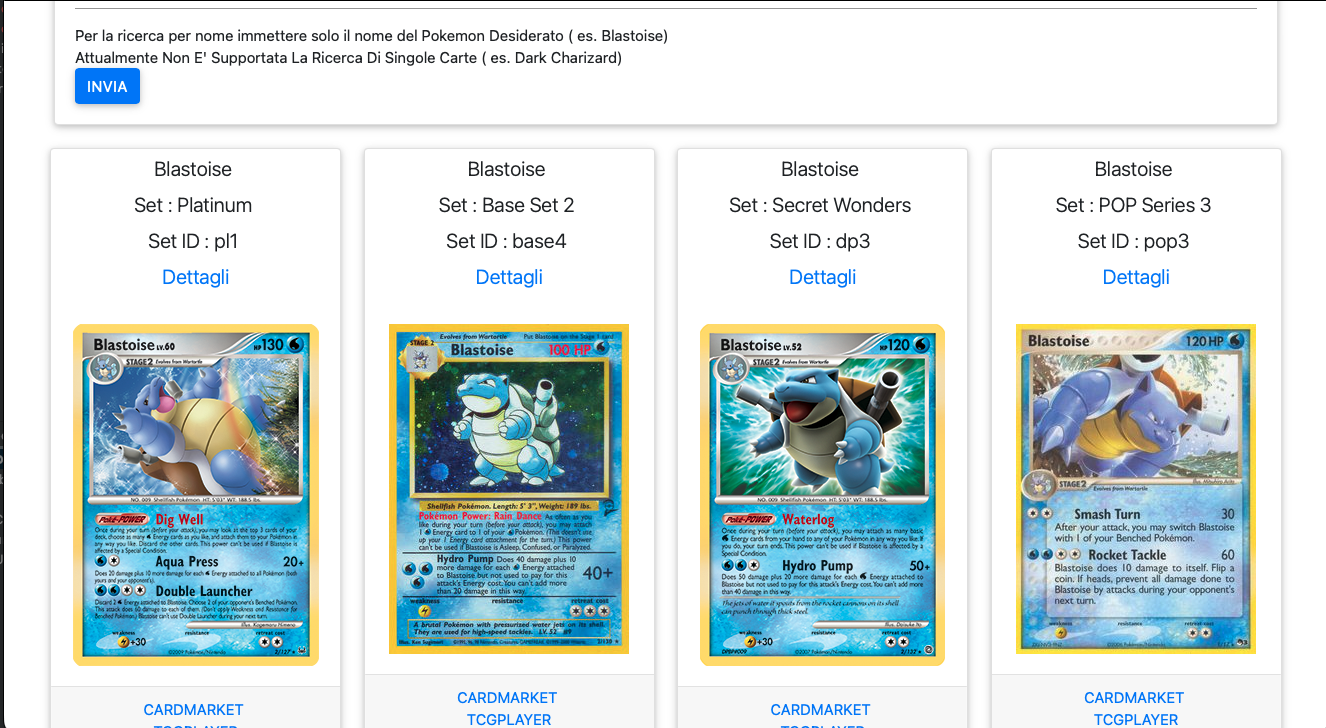 Per la ricerca per nome immettere solo il nome del Pokemon Desiderato ( es. Blastoise)
Attualmente Non E' Supportata La Ricerca Di Singole Carte ( es. Dark Charizard)
INVIA
Blastoise
Set : Platinum
Set ID : pl1
Dettagli
Blastoise LV.60
HP 130
STAGE2 Evolves from Wartortle
NO. 009 Shellfish Pokémon HT: 5'03" WT: 188.5 lbs.
Poké-POWER Dig Well
Once during your turn (before your attack), you may look at the top 3 cards of your
deck, choose as many Energy cards as you like, and attach them to your Pokémon in
any way you like. Discard the other cards. This power can't be used if Blastoise is
affected by a Special Condition.
Aqua Press 20+
Does 20 damage plus 10 more damage for each Energy attached to all Pokémon (both
yours and your opponent's).
Double Launcher
Discard 2 Energy attached to Blastoise. Choose 2 of your opponent's Benched Pokémon.
This attack does 50 damage to each of them. (Don't apply Weakness and Resistance for
Benched Pokémon.) Blastoise can't use Double Launcher during your next turn.
Illus. Kagemaru Himeno
weakness resistance retreat cost
+30
©2009 Pokémon/Nintendo 2/127
CARDMARKET
TCGPLAYER
Blastoise
Set : Base Set 2
Set ID : base4
Dettagli
Evolves from Wartortle Put Blastoise on the Stage 1 card
STAGE 2
Blastoise 100 HP
Shellfish Pokémon. Length: 5' 3", Weight: 189 lbs.
Pokémon Power: Rain Dance As often as you
like during your turn (before your attack), you may attach
1 Energy card to 1 of your Pokémon. (This doesn't use
up your 1 Energy card attachment for the turn.) This power
can't be used if Blastoise is Asleep, Confused, or Paralyzed.
Hydro Pump Does 40 damage plus 10
more damage for each Energy attached
to Blastoise but not used to pay for this
attack's Energy cost. You can't add more
than 20 damage in this way.
40+
weakness resistance retreat cost
A brutal Pokémon with pressurized water jets on its shell.
They are used for high-speed tackles. LV. 52 #9
Illus. Ken Sugimori 2/130
CARDMARKET
TCGPLAYER
Blastoise
Set : Secret Wonders
Set ID : dp3
Dettagli
Blastoise LV.52
HP 120
STAGE2 Evolves from Wartortle
NO. 009 Shellfish Pokémon HT: 5'03" WT: 188.5 lbs.
Poké-POWER Waterlog
Once during your turn (before your attack), you may attach as many basic
Energy cards from your hand to any of your Pokémon in any way you like. If
you do, your turn ends. This power can't be used if Blastoise is affected by a
Special Condition.
Hydro Pump 50+
Does 50 damage plus 20 more damage for each Energy attached to
Blastoise but not used to pay for this attack's Energy cost. You can't add more
than 40 damage in this way.
The jets of water it spouts from the rocket cannons on its shell
can punch through thick steel.
Illus. Daisuke Ito
weakness resistance retreat cost
+30
DPBP#009 ©2007 Pokémon/Nintendo 2/132
CARDMARKET
TCGPLAYER
Blastoise
Set : POP Series 3
Set ID : pop3
Dettagli
Blastoise 120 HP
Illus. Mitsuhiro Arita
STAGE2 Evolves from Wartortle
Smash Turn 30
After your attack, you may switch Blastoise
with 1 of your Benched Pokémon.
Rocket Tackle 60
Blastoise does 10 damage to itself. Flip a
coin. If heads, prevent all damage done to
Blastoise by attacks during your opponent's
next turn.
weakness resistance retreat cost
©2006 Pokémon/Nintendo
CARDMARKET
TCGPLAYER